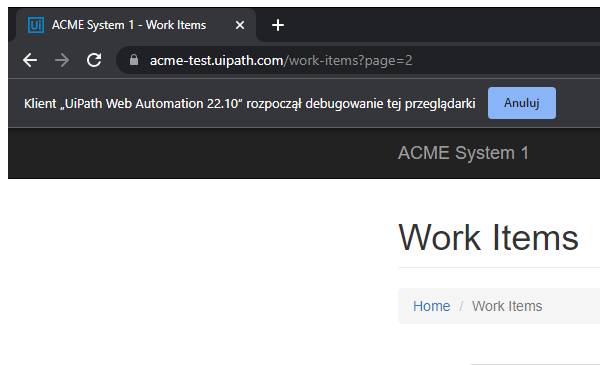 Ui ACME System 1 - Work Items
acme-test.uipath.com/work-items?page=2
Klient „UiPath Web Automation 22.10” rozpoczął debugowanie tej przeglądarki Anuluj
ACME System 1
Work Items
Home / Work Items